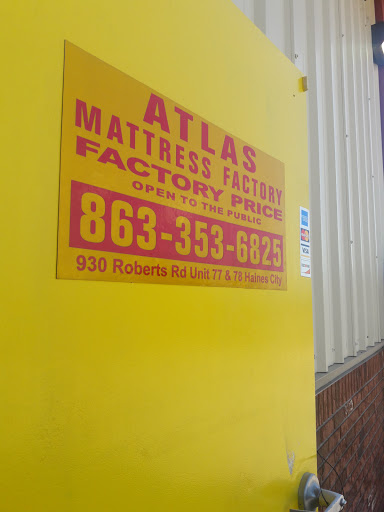 ATLAS
MATTRESS FACTORY
FACTORY PRICE
OPEN TO THE PUBLIC
863-353-6825
930 Roberts Rd Unit 77 & 78 Haines City
VISA